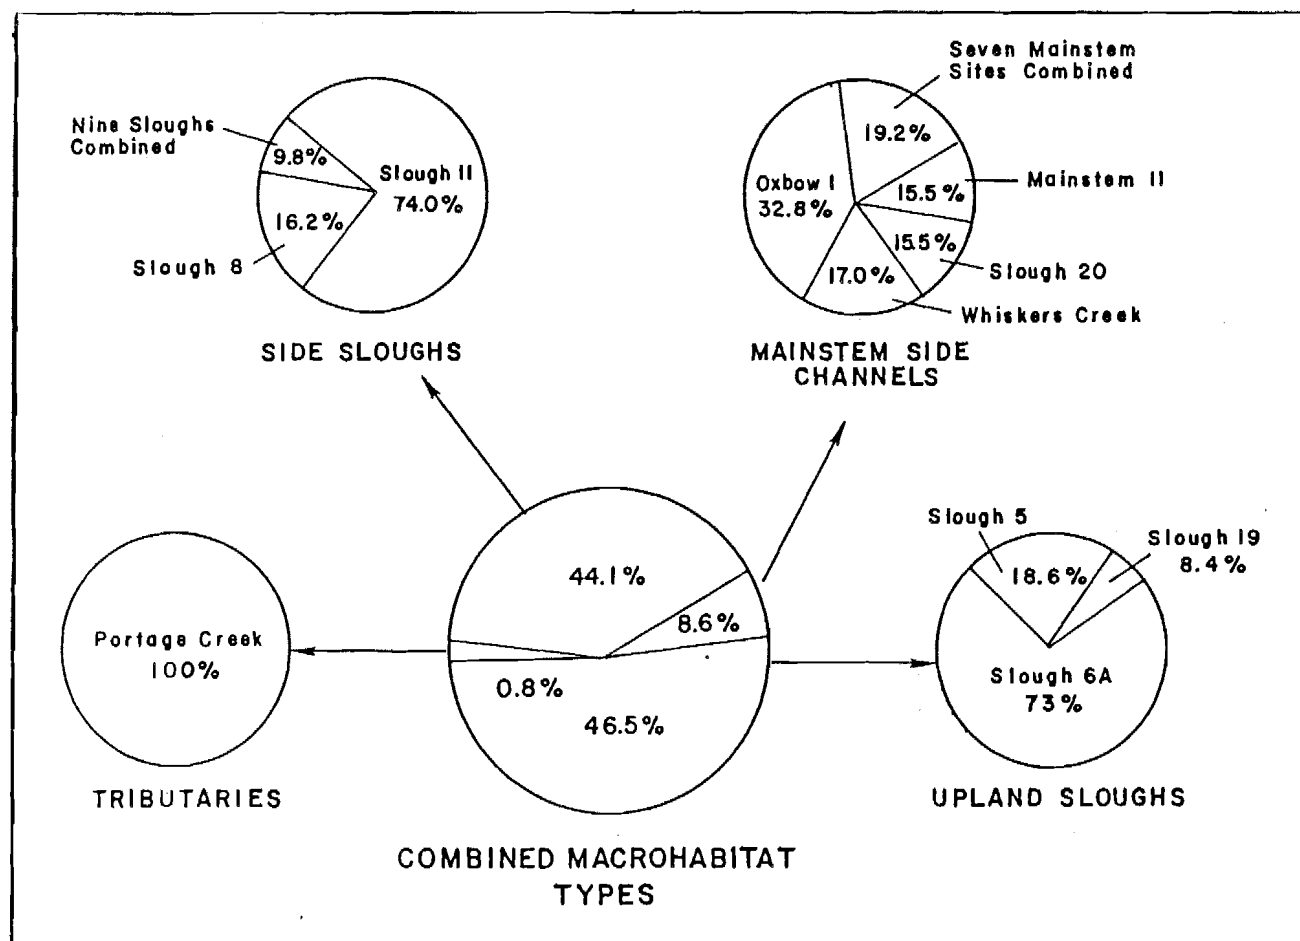 Seven Mainstem
Sites Combined
Nine Sloughs
Combined
9.8%
Slough 11
74.0%
16.2%
Slough 8
SIDE SLOUGHS
19.2%
Oxbow 1
32.8%
15.5%
Mainstem 11
15.5%
Slough 20
17.0%
Whiskers Creek
MAINSTEM SIDE
CHANNELS
44.1%
8.6%
0.8%
46.5%
COMBINED MACROHABITAT
TYPES
Portage Creek
100%
TRIBUTARIES
Slough 5
18.6%
Slough 19
8.4%
Slough 6A
73%
UPLAND SLOUGHS